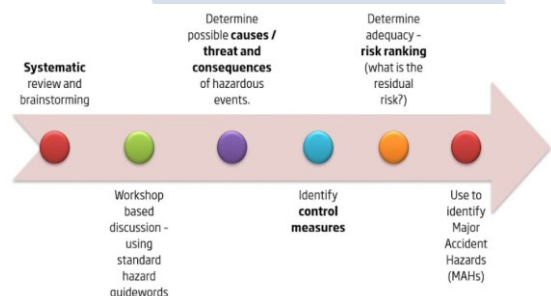 Systematic
review and
brainstorming
Workshop
based
discussion –
using
standard
hazard
guidewords
Determine
possible causes /
threat and
consequences
of hazardous
events.
Identify
control
measures
Determine
adequacy –
risk ranking
(what is the
residual
risk?)
Use to
identify
Major
Accident
Hazards
(MAHs)